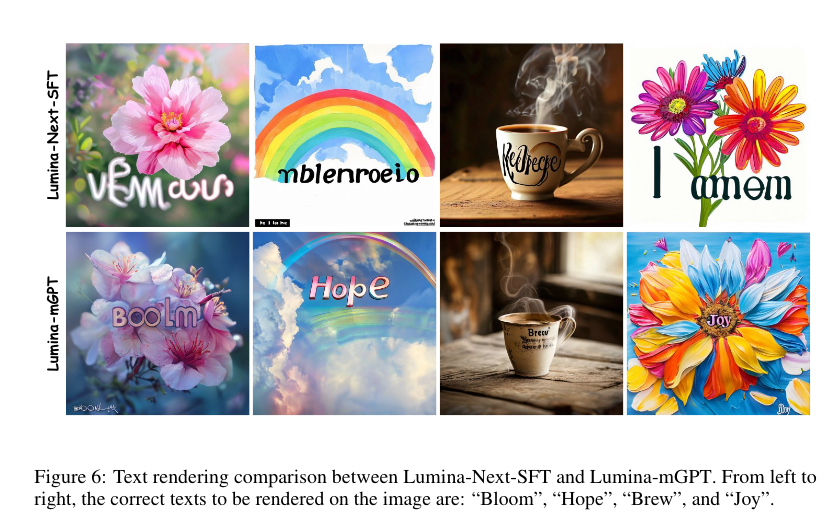 Lumina-Next-SFT
vEmours
nblenroeio
I amom
Lumina-mGPT
BOOlm
Hope
Brew
Joy
Joy
Figure 6: Text rendering comparison between Lumina-Next-SFT and Lumina-mGPT. From left to
right, the correct texts to be rendered on the image are: “Bloom”, “Hope”, “Brew”, and “Joy”.